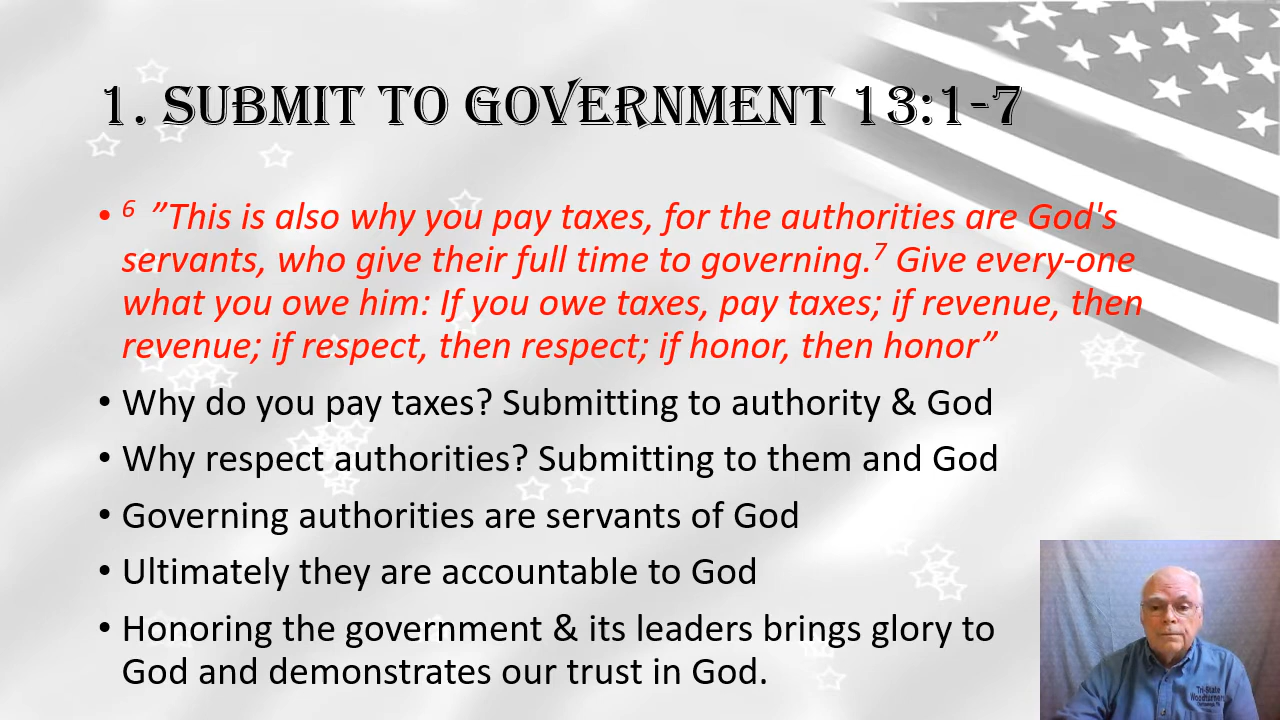 1. SUBMIT TO GOVERNMENT 13:1-7
• 6 ”This is also why you pay taxes, for the authorities are God's
servants, who give their full time to governing.7 Give every-one
what you owe him: If you owe taxes, pay taxes; if revenue, then
revenue; if respect, then respect; if honor, then honor”
• Why do you pay taxes? Submitting to authority & God
• Why respect authorities? Submitting to them and God
• Governing authorities are servants of God
• Ultimately they are accountable to God
• Honoring the government & its leaders brings glory to
God and demonstrates our trust in God.
Tri-State
Woodturners